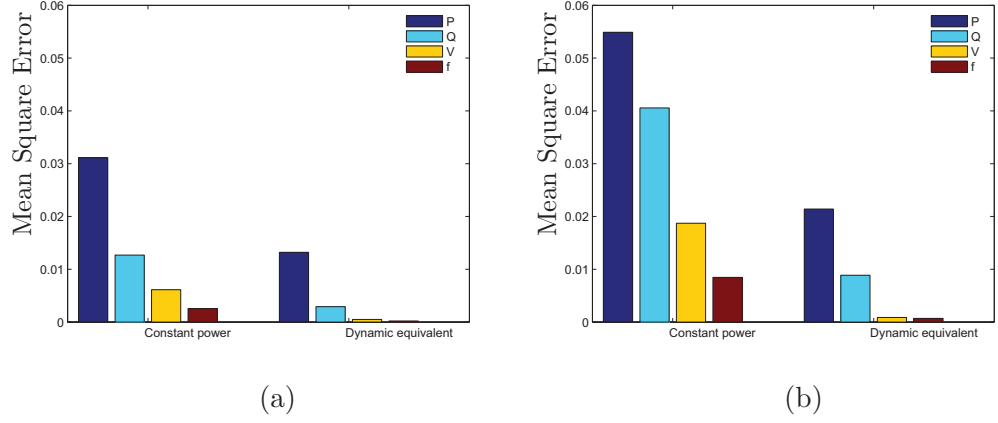 Mean Square Error
0.06
0.05
0.04
0.03
0.02
0.01
0
P
Q
V
f
Constant power
Dynamic equivalent
(a)
Mean Square Error
0.06
0.05
0.04
0.03
0.02
0.01
0
P
Q
V
f
Constant power
Dynamic equivalent
(b)